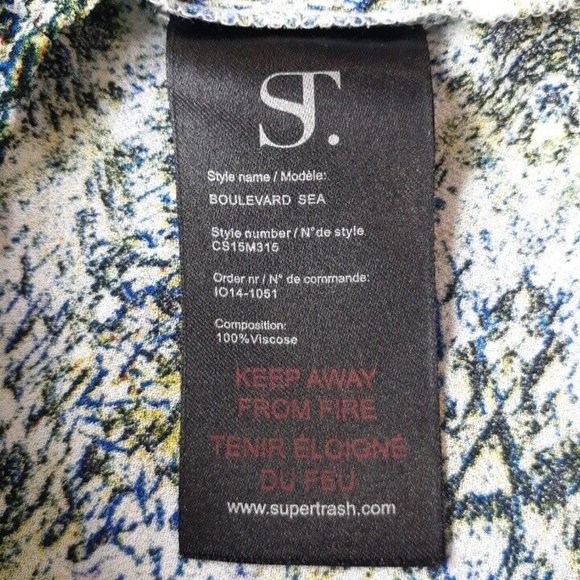 ST.
Style name / Modèle:
BOULEVARD SEA
Style number / N°de style
CS15M315
Order nr / N° de commande:
IO14-1051
Composition:
100%Viscose
KEEP AWAY
FROM FIRE
TENIR ÉLOIGNÉ
DU FEU
www.supertrash.com